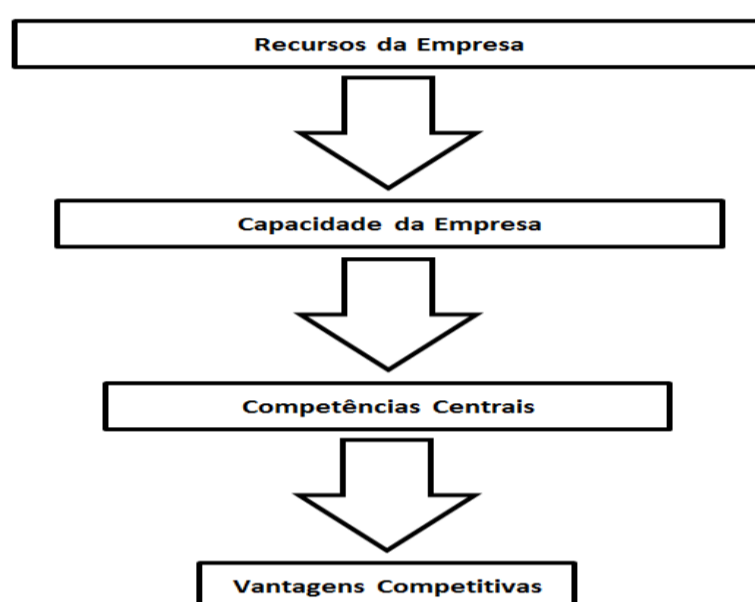 Recursos da Empresa
Capacidade da Empresa
Competências Centrais
Vantagens Competitivas